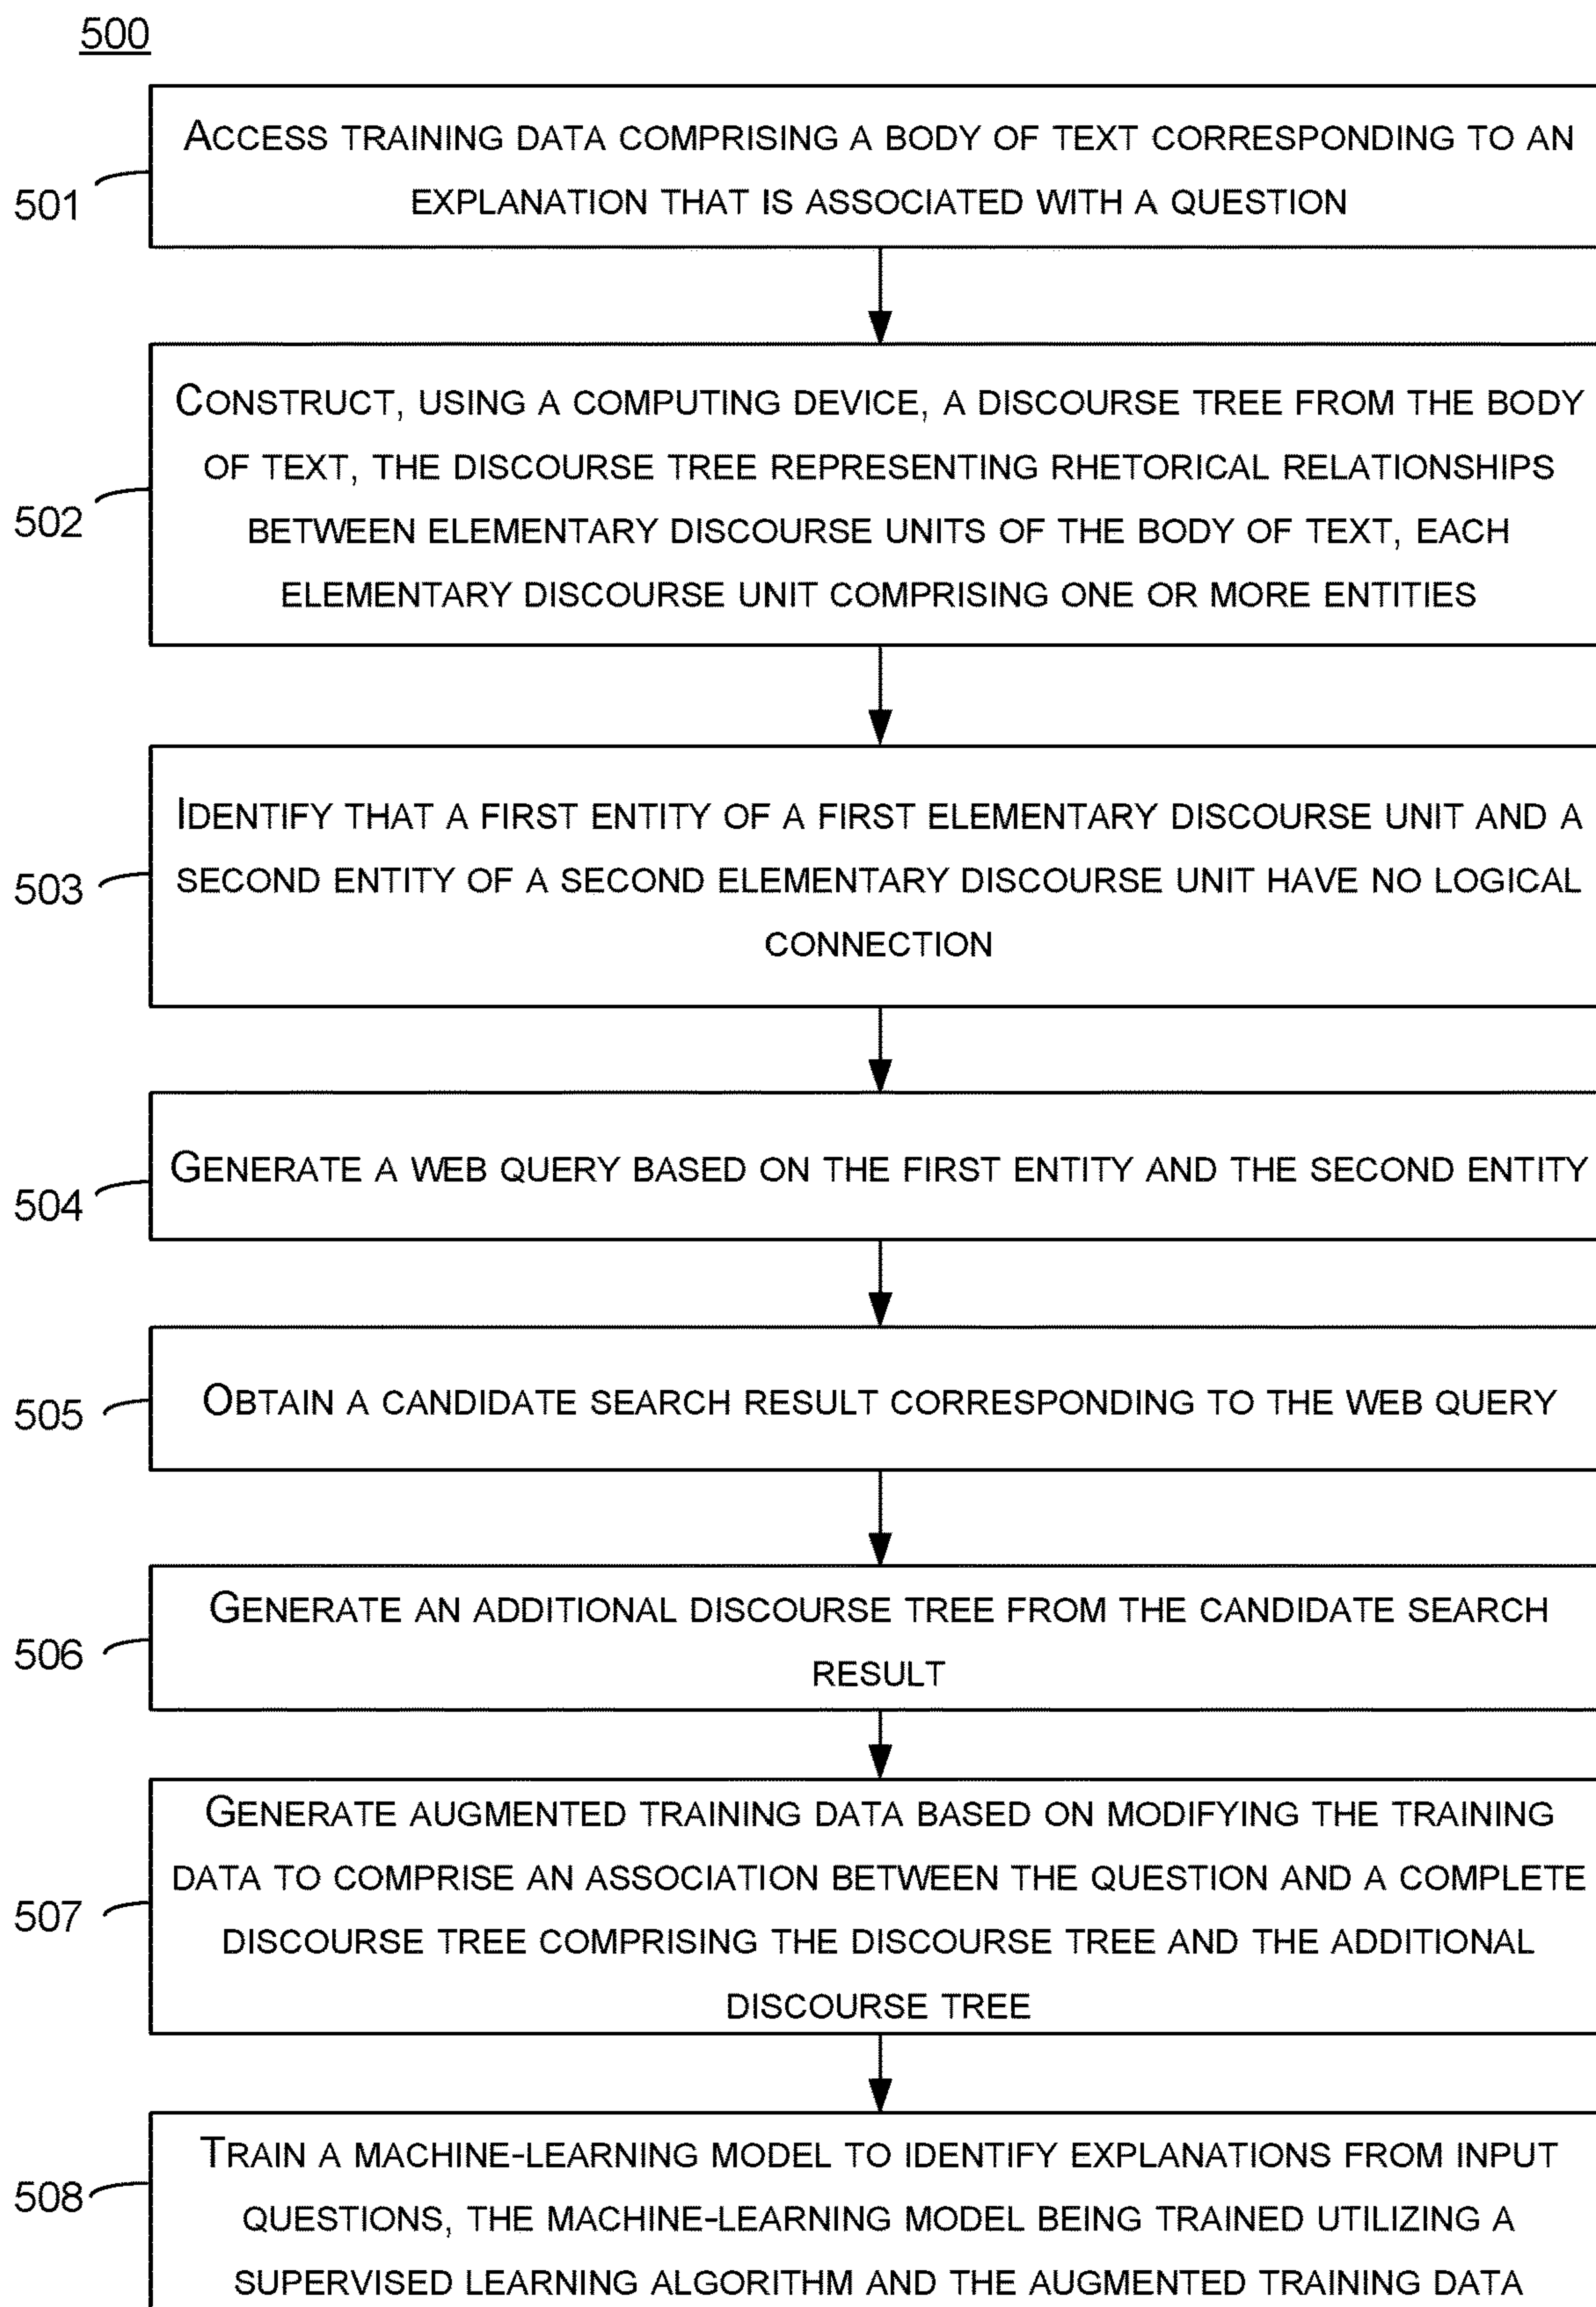 500
ACCESS TRAINING DATA COMPRISING A BODY OF TEXT CORRESPONDING TO AN
EXPLANATION THAT IS ASSOCIATED WITH A QUESTION
501
CONSTRUCT, USING A COMPUTING DEVICE, A DISCOURSE TREE FROM THE BODY
OF TEXT, THE DISCOURSE TREE REPRESENTING RHETORICAL RELATIONSHIPS
BETWEEN ELEMENTARY DISCOURSE UNITS OF THE BODY OF TEXT, EACH
ELEMENTARY DISCOURSE UNIT COMPRISING ONE OR MORE ENTITIES
502
IDENTIFY THAT A FIRST ENTITY OF A FIRST ELEMENTARY DISCOURSE UNIT AND A
SECOND ENTITY OF A SECOND ELEMENTARY DISCOURSE UNIT HAVE NO LOGICAL
CONNECTION
503
GENERATE A WEB QUERY BASED ON THE FIRST ENTITY AND THE SECOND ENTITY
504
OBTAIN A CANDIDATE SEARCH RESULT CORRESPONDING TO THE WEB QUERY
505
GENERATE AN ADDITIONAL DISCOURSE TREE FROM THE CANDIDATE SEARCH
RESULT
506
GENERATE AUGMENTED TRAINING DATA BASED ON MODIFYING THE TRAINING
DATA TO COMPRISE AN ASSOCIATION BETWEEN THE QUESTION AND A COMPLETE
DISCOURSE TREE COMPRISING THE DISCOURSE TREE AND THE ADDITIONAL
DISCOURSE TREE
507
TRAIN A MACHINE-LEARNING MODEL TO IDENTIFY EXPLANATIONS FROM INPUT
QUESTIONS, THE MACHINE-LEARNING MODEL BEING TRAINED UTILIZING A
SUPERVISED LEARNING ALGORITHM AND THE AUGMENTED TRAINING DATA
508